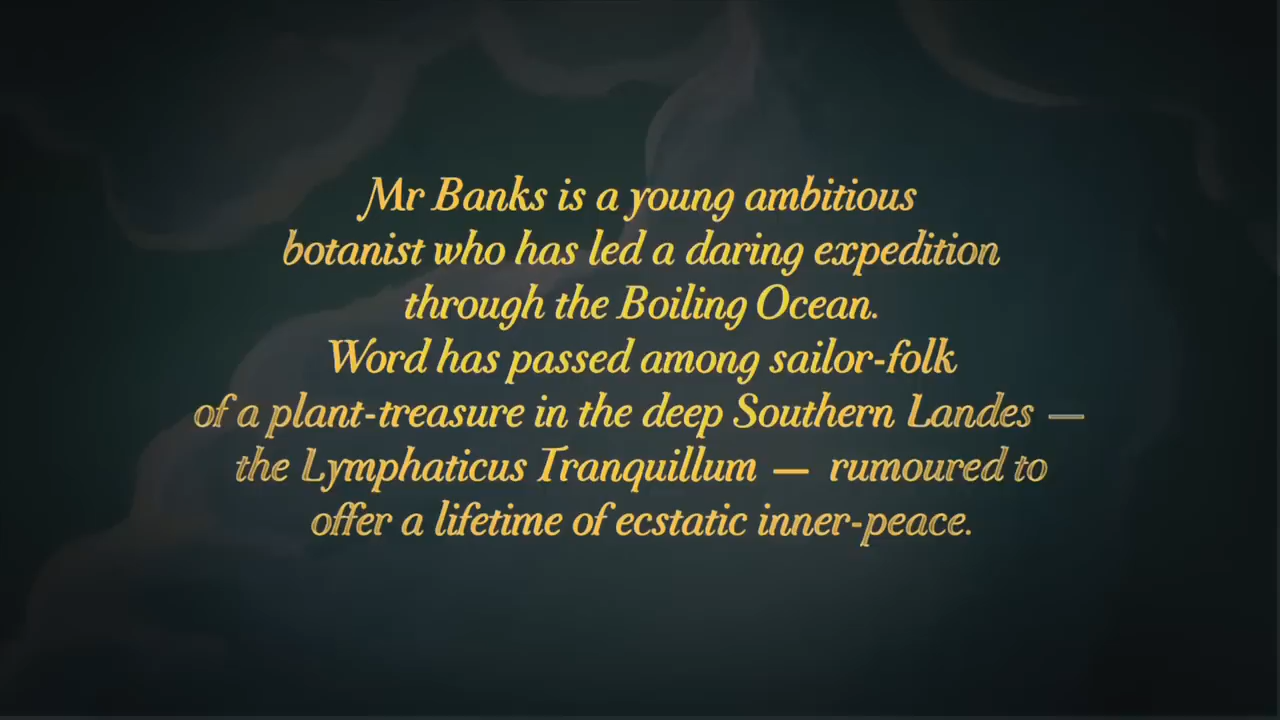 Mr Banks is a young ambitious
botanist who has led a daring expedition
through the Boiling Ocean.
Word has passed among sailor-folk
of a plant-treasure in the deep Southern Landes —
the Lymphaticus Tranquillum — rumoured to
offer a lifetime of ecstatic inner-peace.